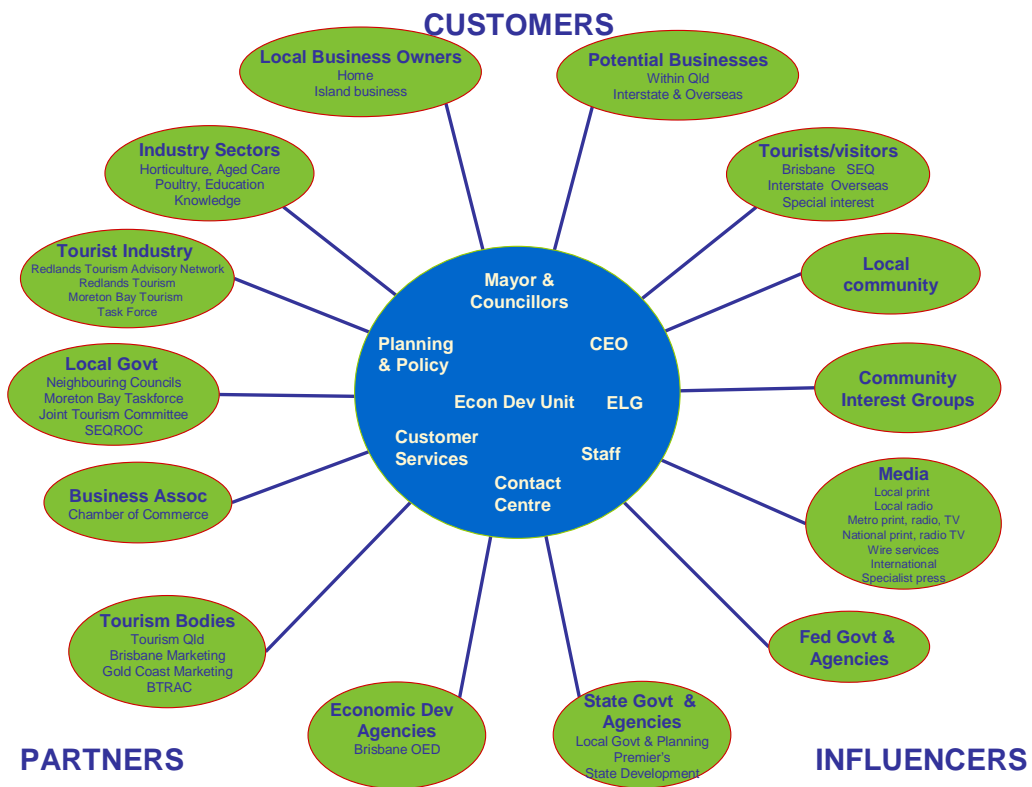 CUSTOMERS
Local Business Owners
Home
Island business
Potential Businesses
Within Qld
Interstate & Overseas
Industry Sectors
Horticulture, Aged Care
Poultry, Education
Knowledge
Tourists/visitors
Brisbane SEQ
Interstate Overseas
Special interest
Tourist Industry
Redlands Tourism Advisory Network
Redlands Tourism
Moreton Bay Tourism
Task Force
Local
community
Mayor &
Councillors
Planning
& Policy
CEO
Econ Dev Unit
ELG
Customer
Services
Staff
Contact
Centre
Local Govt
Neighbouring Councils
Moreton Bay Taskforce
Joint Tourism Committee
SEQROC
Community
Interest Groups
Business Assoc
Chamber of Commerce
Media
Local print
Local radio
Metro print, radio, TV
National print, radio TV
Wire services
International
Specialist press
Tourism Bodies
Tourism Qld
Brisbane Marketing
Gold Coast Marketing
BTRAC
Fed Govt &
Agencies
Economic Dev
Agencies
Brisbane OED
State Govt &
Agencies
Local Govt & Planning
Premier's
State Development
PARTNERS
INFLUENCERS